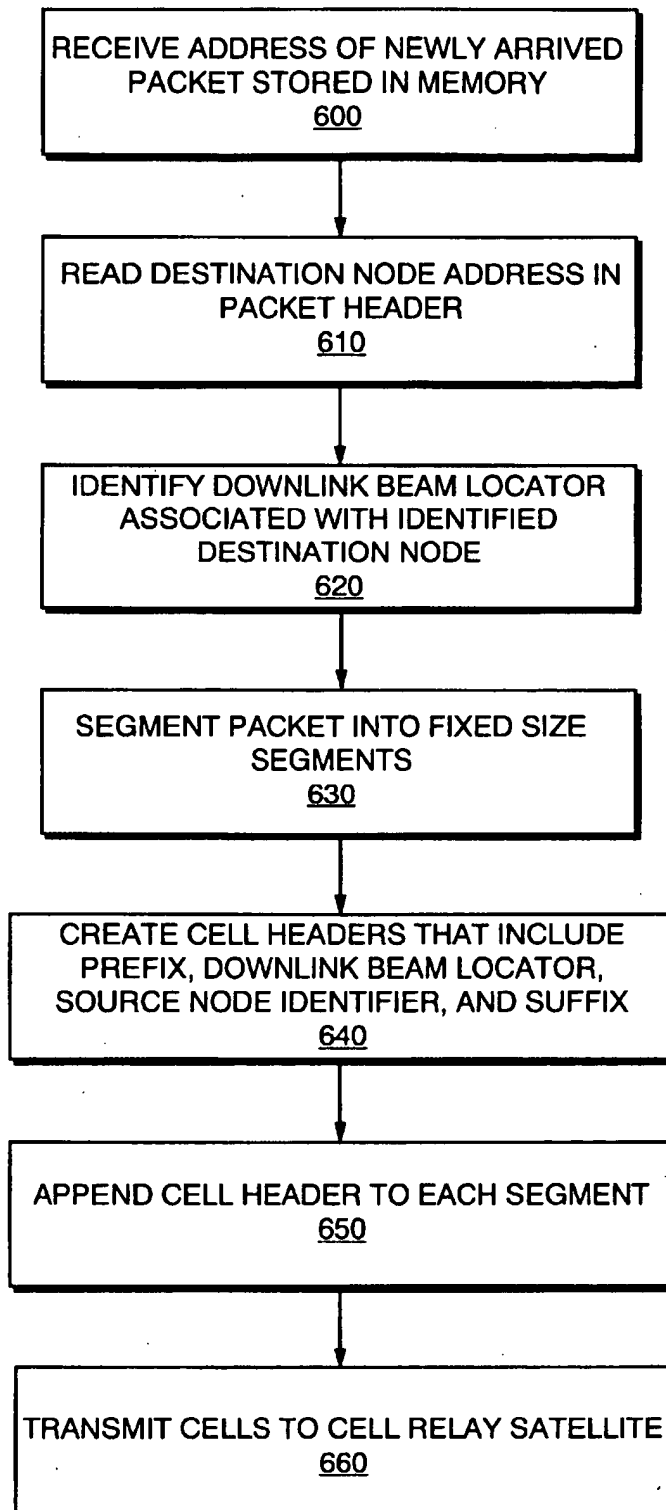 RECEIVE ADDRESS OF NEWLY ARRIVED
PACKET STORED IN MEMORY
600
READ DESTINATION NODE ADDRESS IN
PACKET HEADER
610
IDENTIFY DOWNLINK BEAM LOCATOR
ASSOCIATED WITH IDENTIFIED
DESTINATION NODE
620
SEGMENT PACKET INTO FIXED SIZE
SEGMENTS
630
CREATE CELL HEADERS THAT INCLUDE
PREFIX, DOWNLINK BEAM LOCATOR,
SOURCE NODE IDENTIFIER, AND SUFFIX
640
APPEND CELL HEADER TO EACH SEGMENT
650
TRANSMIT CELLS TO CELL RELAY SATELLITE
660